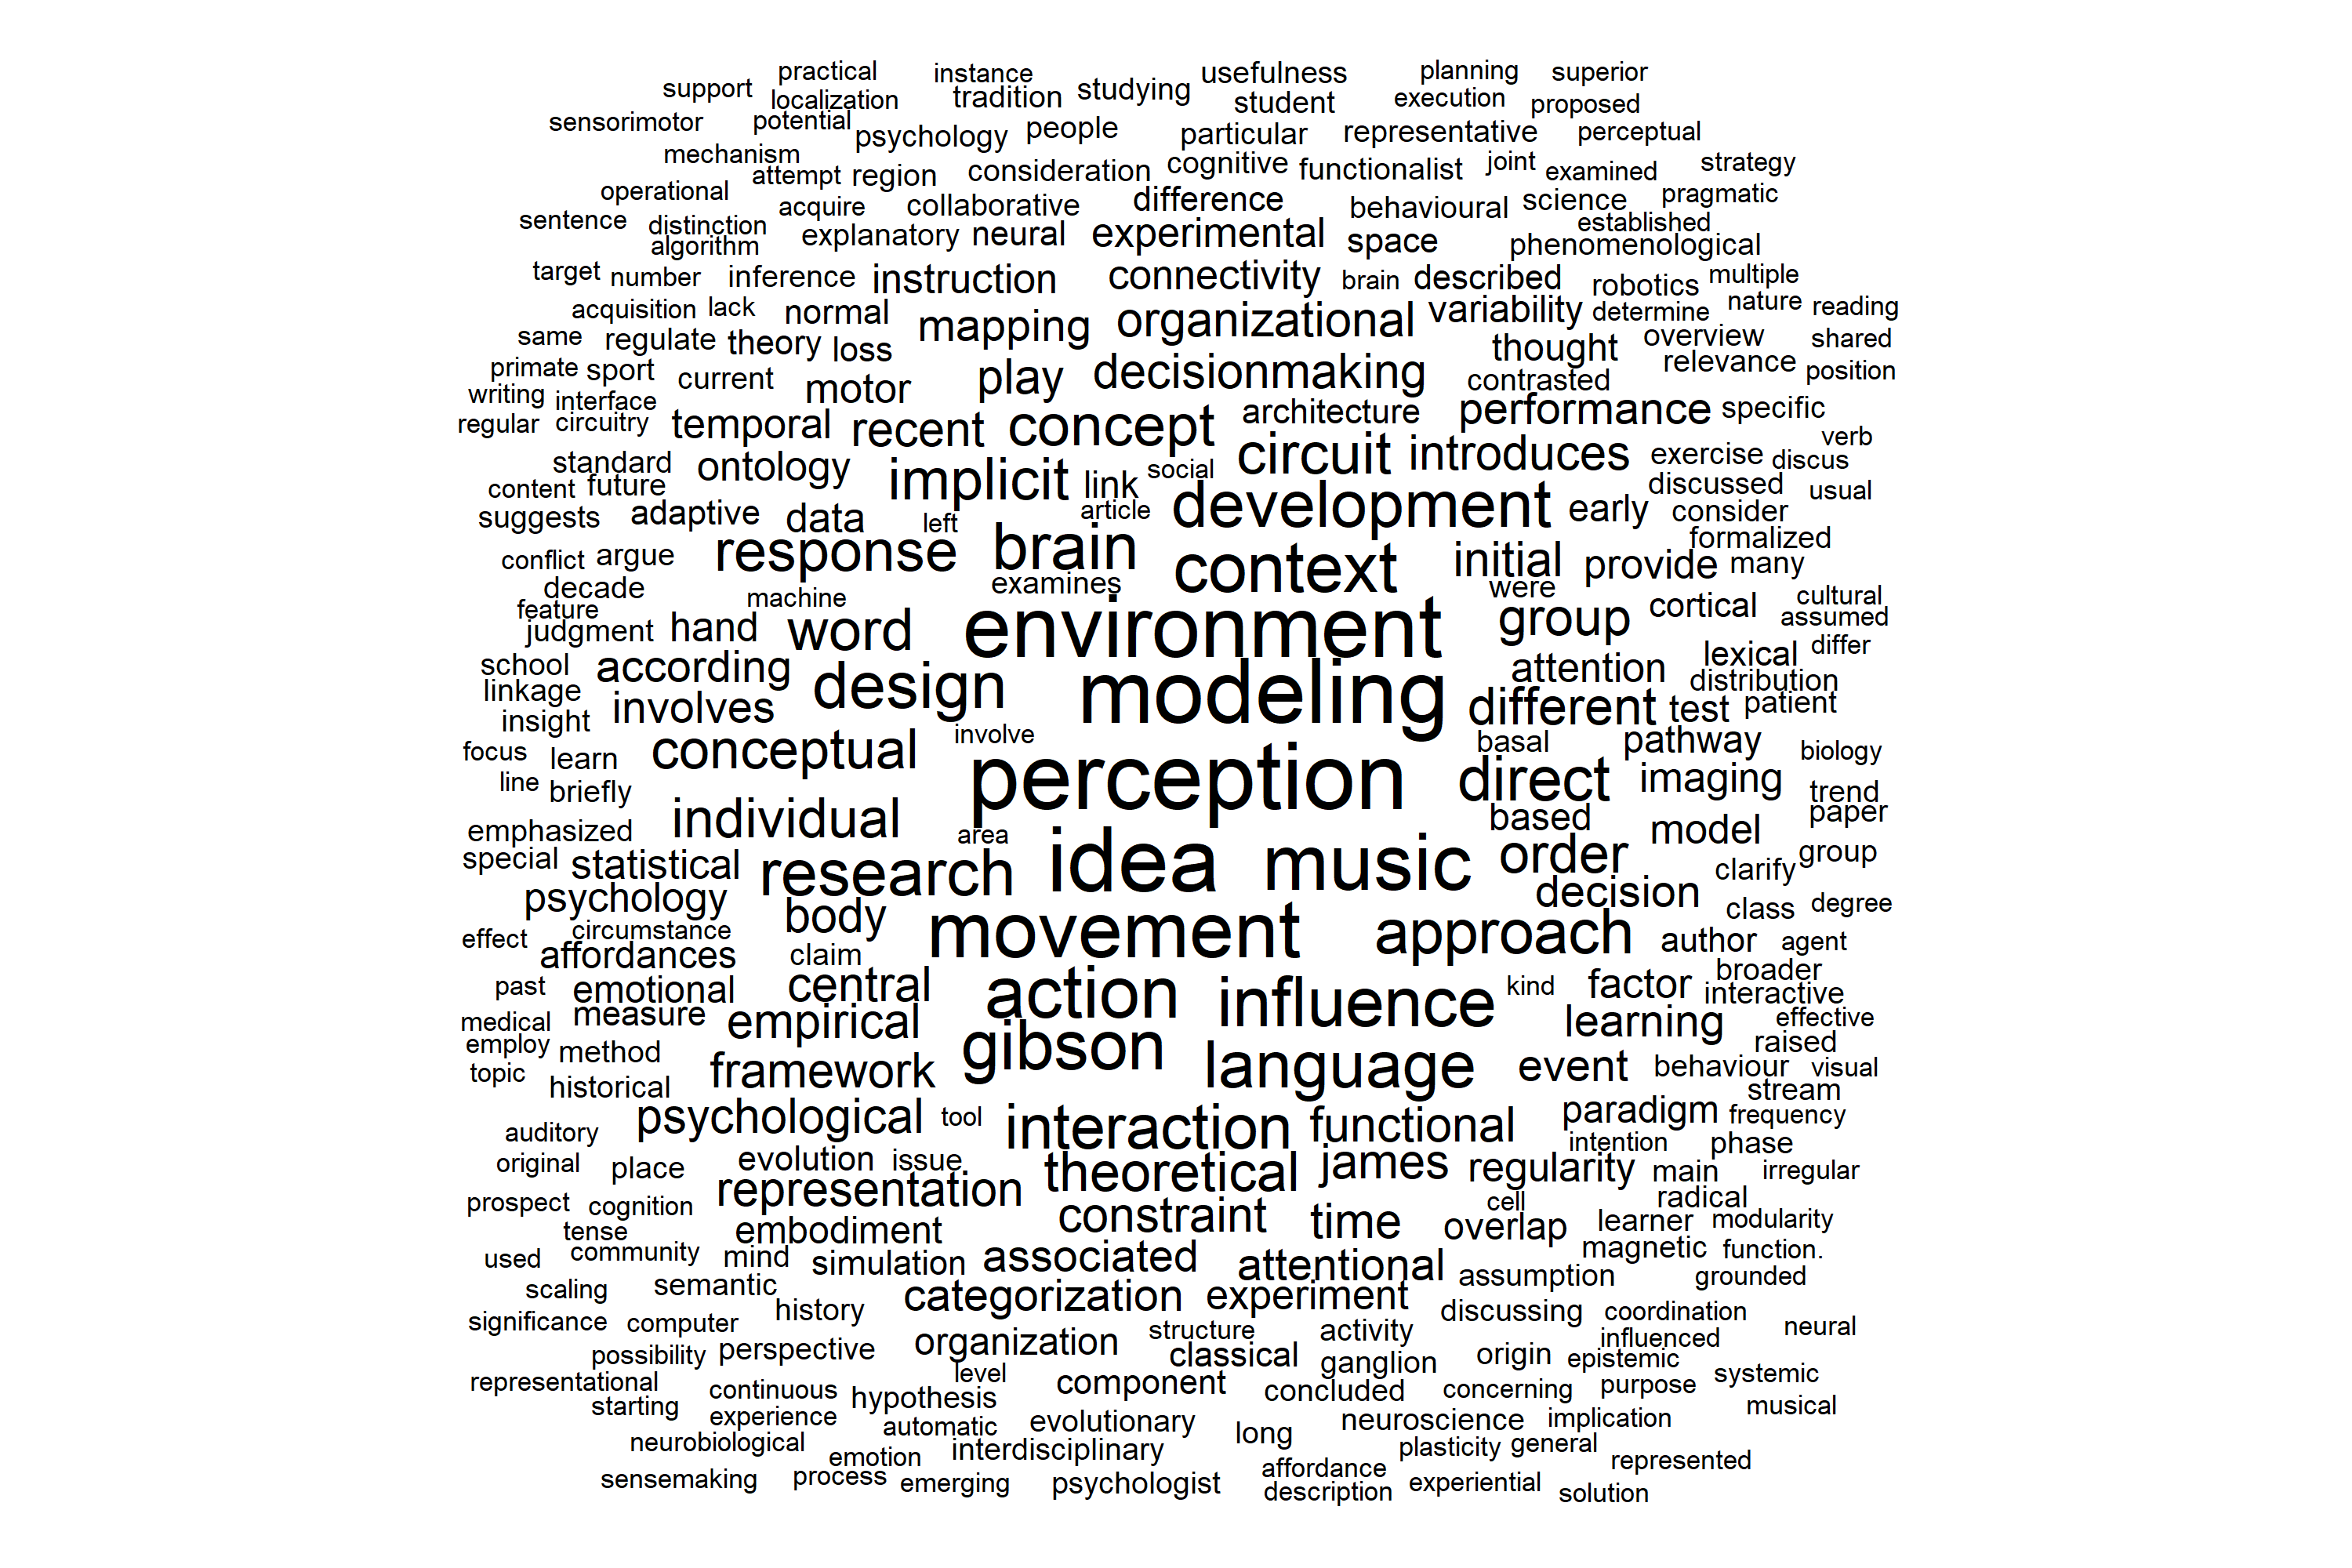 practical instance usefulness planning superior
support localization tradition studying student execution proposed
sensorimotor potential psychology people particular representative perceptual
mechanism attempt region consideration cognitive functionalist joint examined strategy
operational acquire collaborative difference behavioural science pragmatic
sentence distinction explanatory neural experimental space established
algorithm phenomenological
target number inference instruction connectivity brain described robotics multiple
acquisition lack normal mapping organizational variability determine nature reading
same regulate theory loss thought overview shared
primate sport current motor play decisionmaking contrasted relevance position
writing interface
regular circuitry temporal recent concept architecture performance specific
standard ontology implicit link social circuit introduces exercise discus verb
content future discussed usual
suggests adaptive data left article development early consider
conflict argue response brain context initial provide many formalized
decade examines were
feature machine cultural
judgment hand word environment group cortical assumed
school according attention lexical differ
linkage design modeling distribution
insight involves different test patient
focus learn conceptual involve perception basal pathway biology
line briefly direct imaging trend
emphasized individual area based model paper
special statistical research idea music order clarify group
psychology body decision class degree
effect circumstance movement approach author agent
affordances claim
past emotional central action influence kind factor broader interactive
medical measure empirical learning effective
employ method gibson raised
topic historical framework language event behaviour visual
stream
auditory psychological tool interaction functional paradigm frequency
intention phase
original place evolution issue theoretical james regularity main irregular
prospect cognition representation cell radical
tense embodiment constraint time overlap learner modularity
used community mind simulation associated attentional magnetic function.
scaling semantic categorization experiment assumption grounded
significance computer history discussing coordination
possibility perspective organization structure activity influenced neural
classical ganglion origin epistemic
representational continuous level component concluded concerning purpose systemic
starting hypothesis musical
experience automatic evolutionary long neuroscience implication
neurobiological emotion interdisciplinary plasticity general
sensemaking process emerging psychologist affordance experiential represented
description solution